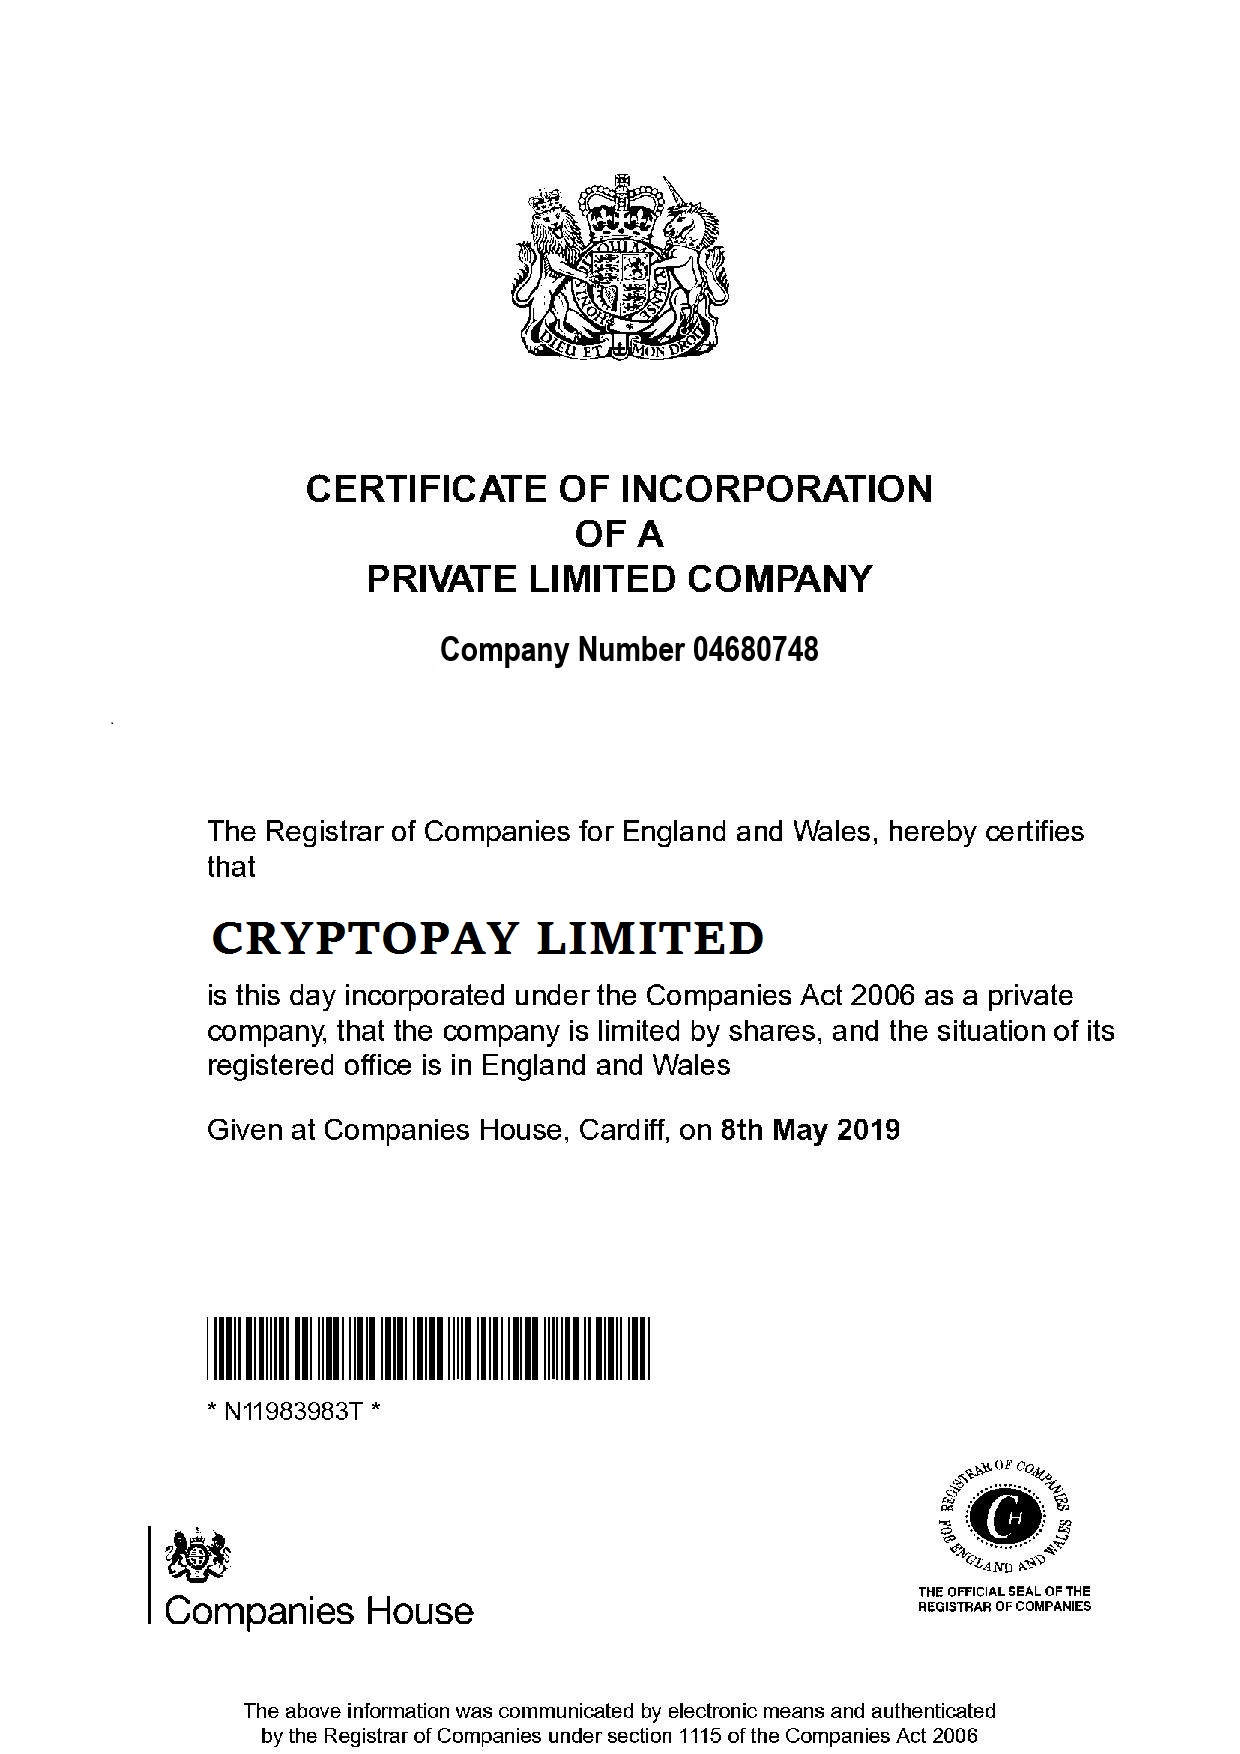 HONI SOIT QUI MAL Y PENSE
DIEU ET MON DROIT
CERTIFICATE OF INCORPORATION
OF A
PRIVATE LIMITED COMPANY
Company Number 04680748
The Registrar of Companies for England and Wales, hereby certifies
that
CRYPTOPAY LIMITED
is this day incorporated under the Companies Act 2006 as a private
company, that the company is limited by shares, and the situation of its
registered office is in England and Wales
Given at Companies House, Cardiff, on 8th May 2019
* N11983983T *
REGISTRAR OF COMPANIES
FOR ENGLAND AND WALES
CH
THE OFFICIAL SEAL OF THE
REGISTRAR OF COMPANIES
Companies House
The above information was communicated by electronic means and authenticated
by the Registrar of Companies under section 1115 of the Companies Act 2006